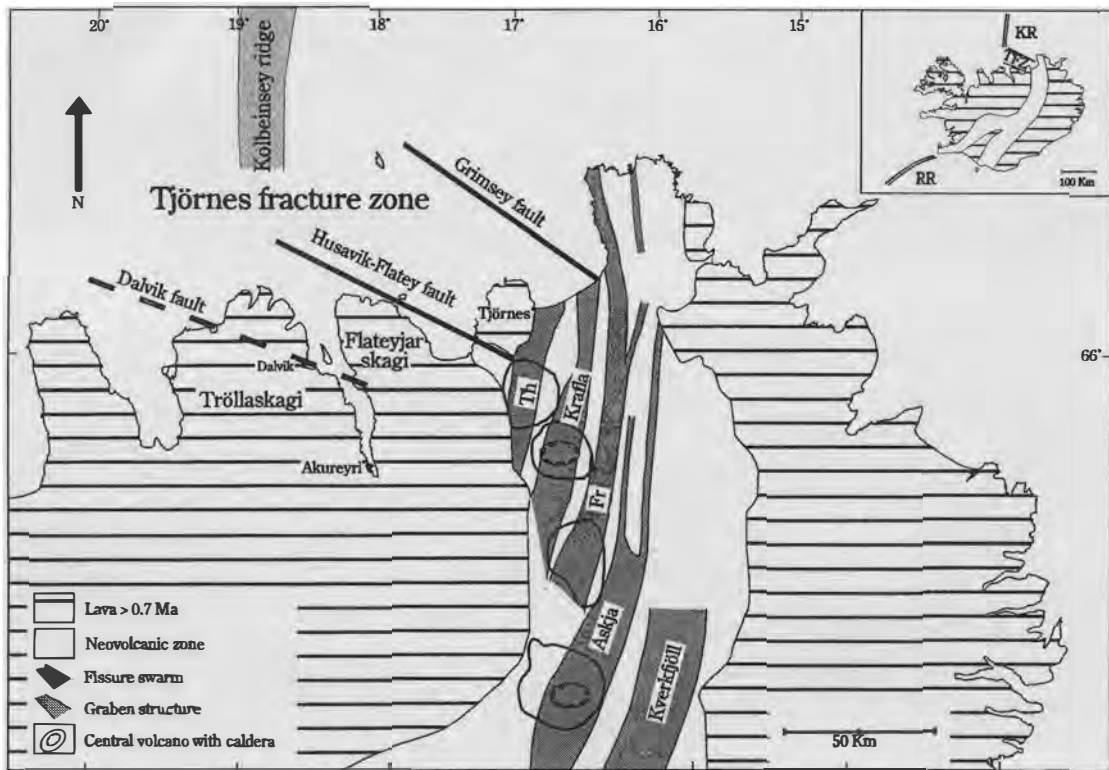 20°
19°
18°
17°
16°
15°
KR
TFZ
RR
100 Km
Kolbeinsey ridge
N
Tjörnes fracture zone
Grimsey fault
Husavik-Flatey fault
Dalvik fault
Tjörnes
Flateyjar
skagi
66°
Dalvik
Tröllaskagi
Th
Krafla
Akureyri
Fr
Askja
Kverkfjöll
Lava > 0.7 Ma
Neovolcanic zone
Fissure swarm
Graben structure
Central volcano with caldera
50 Km